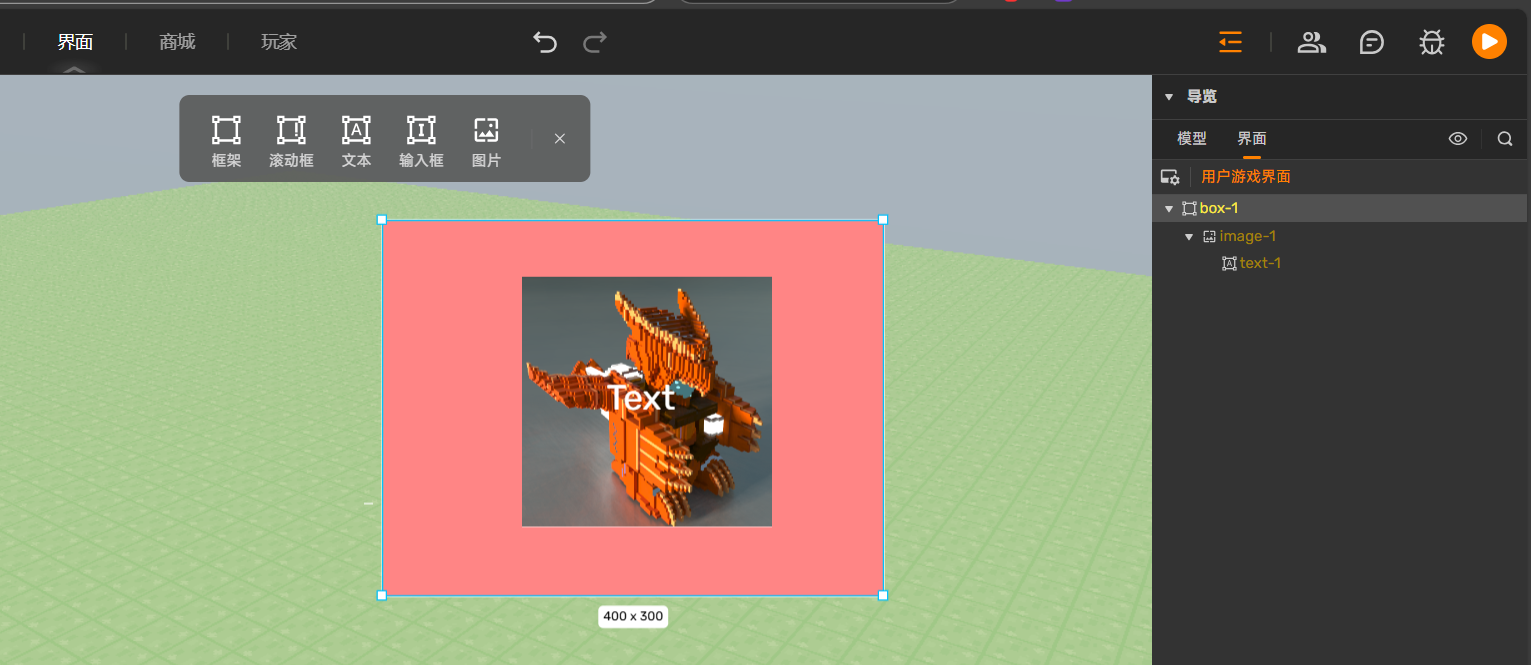 界面
商城
玩家
框架
滚动框
文本
输入框
图片
导览
模型
界面
用户游戏界面
box-1
image-1
text-1
Text
400 x 300